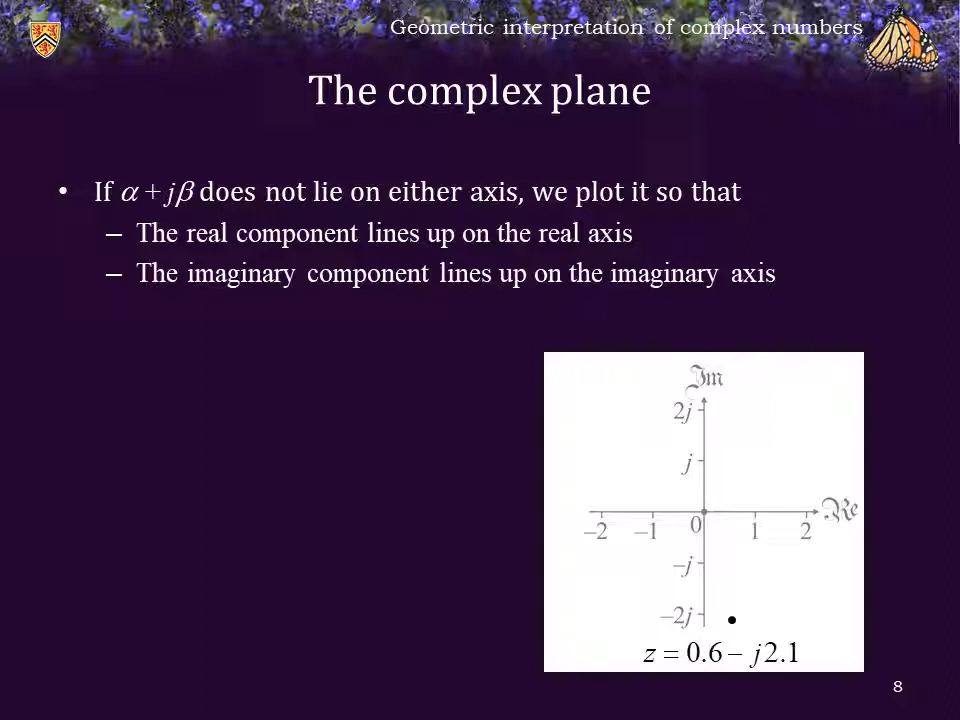 Geometric interpretation of complex numbers
The complex plane
• If α + jβ does not lie on either axis, we plot it so that
– The real component lines up on the real axis
– The imaginary component lines up on the imaginary axis
ℑm
2j
j
ℜe
–2 –1 0 1 2
–j
–2j
z = 0.6 – j2.1
8